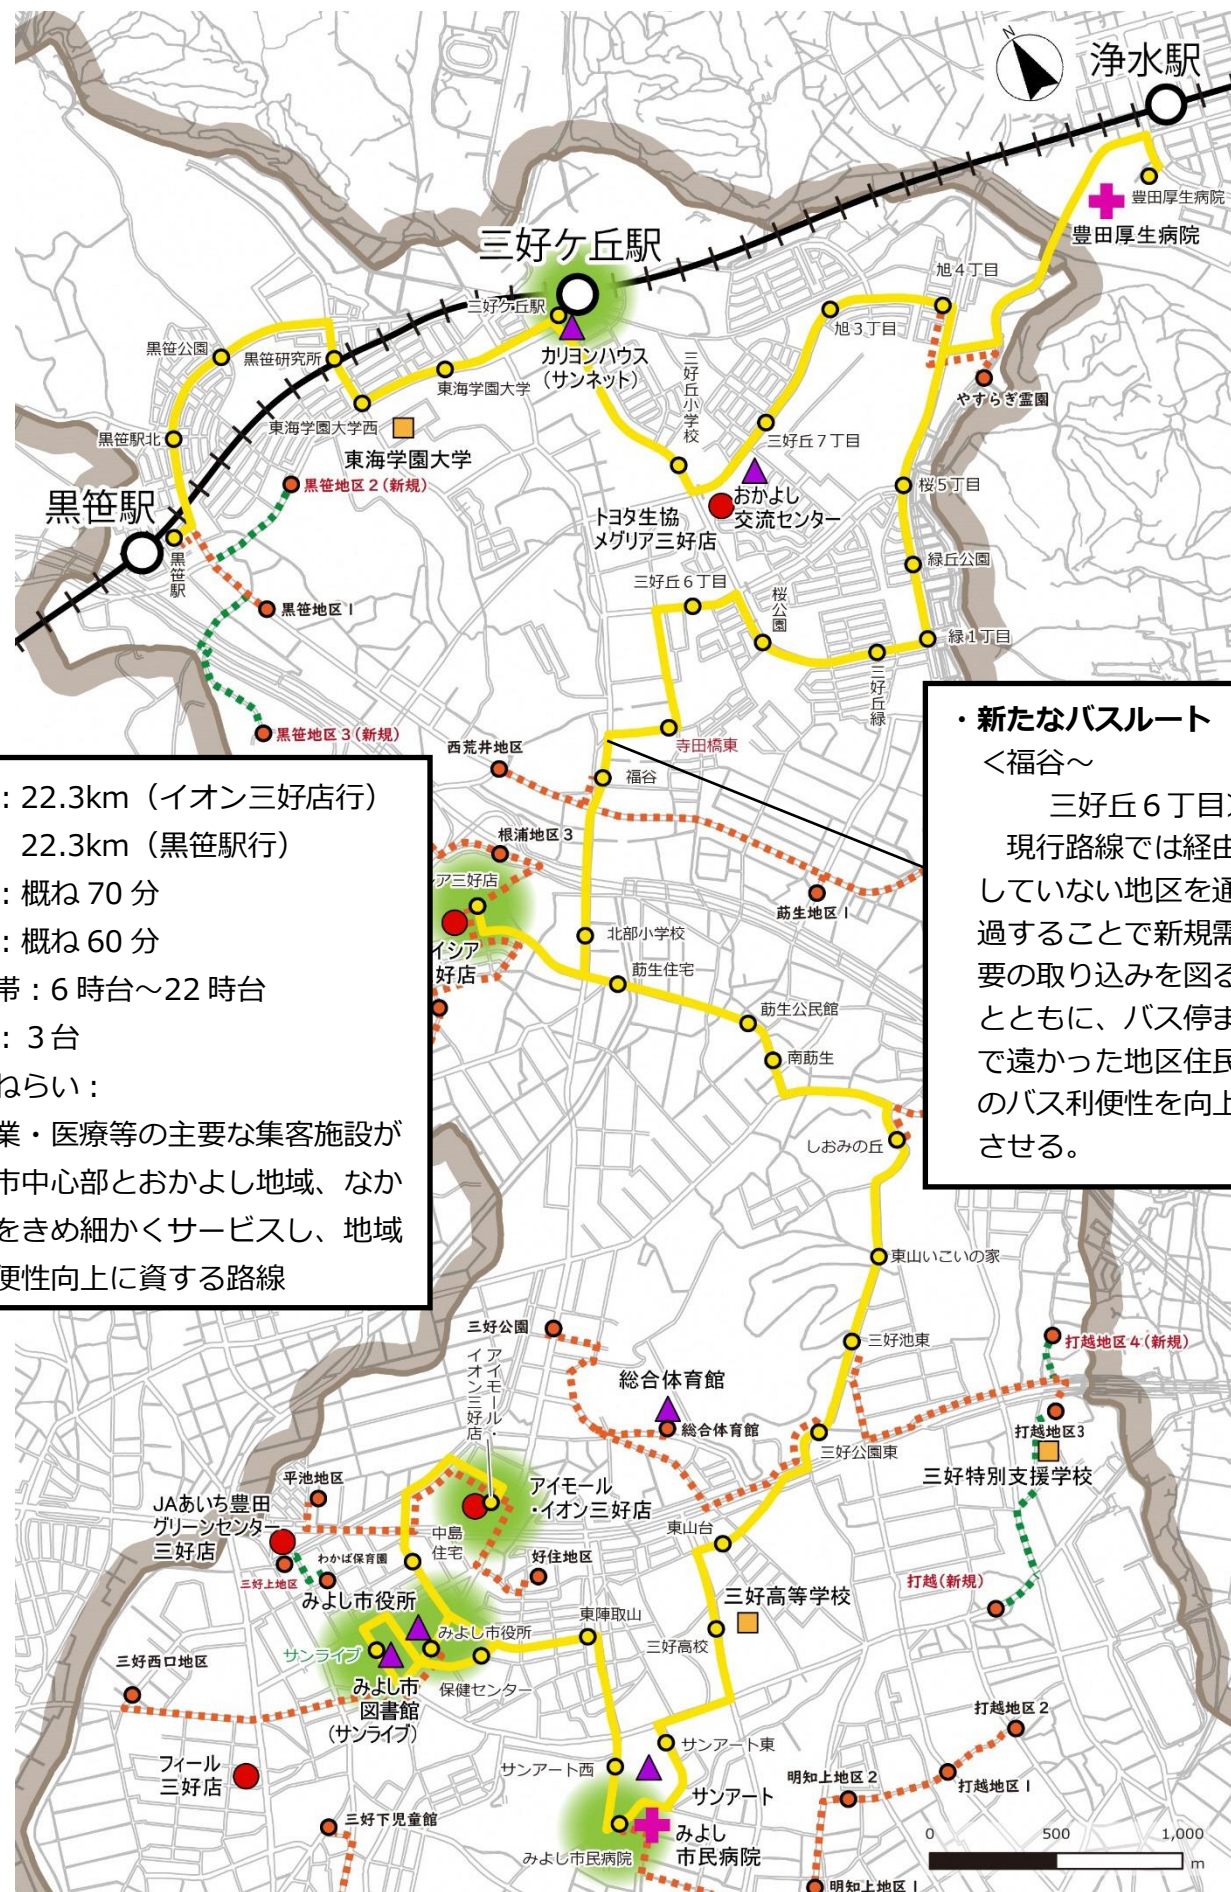 N
浄水駅
豊田厚生病院
豊田厚生病院
三好ケ丘駅
三好ケ丘駅
カリヨンハウス
(サンネット)
旭4丁目
旭3丁目
やすらぎ霊園
黒笹公園
黒笹研究所
東海学園大学
東海学園大学西
東海学園大学
黒笹駅北
黒笹地区2(新規)
黒笹駅
黒笹駅
黒笹地区1
黒笹地区3(新規)
三好丘小学校
三好丘7丁目
おかよし
交流センター
トヨタ生協
メグリア三好店
桜5丁目
緑丘公園
三好丘6丁目
桜公園
緑1丁目
三好丘緑
寺田橋東
西荒井地区
福谷
根浦地区3
ア三好店
イシア
好店
莇生地区1
北部小学校
莇生住宅
莇生公民館
南莇生
しおみの丘
・新たなバスルート
<福谷~
三好丘6丁目>
現行路線では経由
していない地区を通
過することで新規需
要の取り込みを図る
とともに、バス停ま
で遠かった地区住民
のバス利便性を向上
させる。
:22.3km(イオン三好店行)
22.3km(黒笹駅行)
:概ね70分
:概ね60分
帯:6時台~22時台
:3台
ねらい:
業・医療等の主要な集客施設が
市中心部とおかよし地域、なか
をきめ細かくサービスし、地域
便性向上に資する路線
東山いこいの家
三好公園
アイモール・
イオン三好店
三好池東
打越地区4(新規)
総合体育館
総合体育館
三好公園東
打越地区3
三好特別支援学校
平池地区
JAあいち豊田
グリーンセンター
三好店
アイモール
・イオン三好店
中島
住宅
東山台
わかば保育園
三好上地区
好住地区
打越(新規)
みよし市役所
みよし市役所
三好高等学校
東陣取山
三好高校
サンライブ
三好西口地区
保健センター
みよし市
図書館
(サンライブ)
打越地区2
サンアート東
サンアート西
フィール
三好店
サンアート
明知上地区2
打越地区1
三好下児童館
みよし
市民病院
みよし市民病院
明知上地区1
0 500 1,000
m